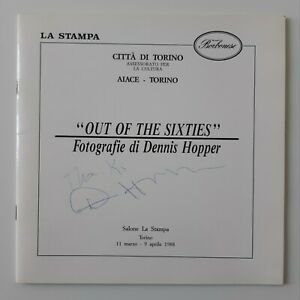 LA STAMPA
Borbonese
CITTÀ DI TORINO
ASSESSORATO PER
LA CULTURA
AIACE - TORINO
"OUT OF THE SIXTIES"
Fotografie di Dennis Hopper
Salone La Stampa
Torino
11 marzo - 9 aprile 1988